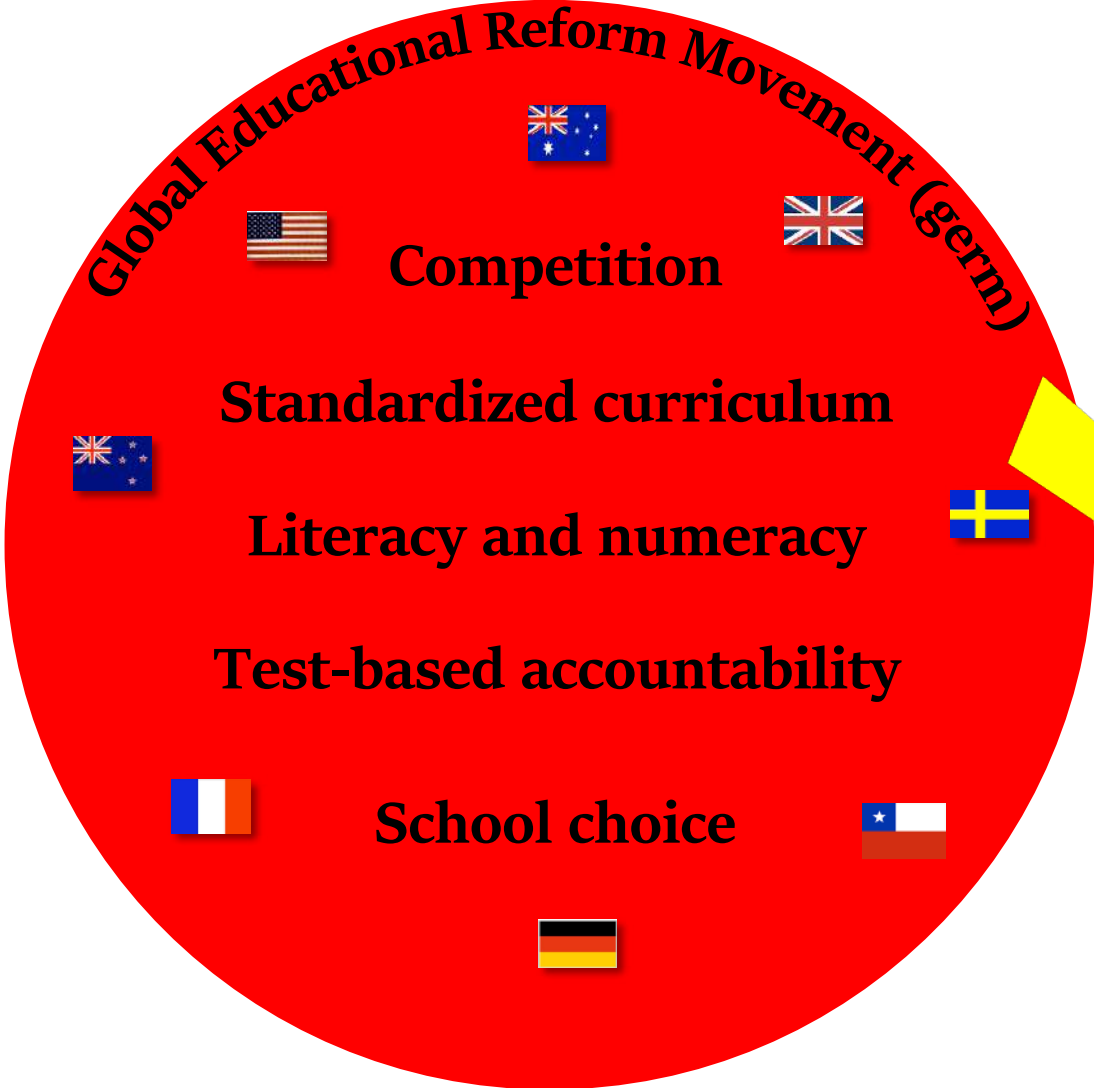 Global Educational Reform Movement (germ)
Competition
Standardized curriculum
Literacy and numeracy
Test-based accountability
School choice